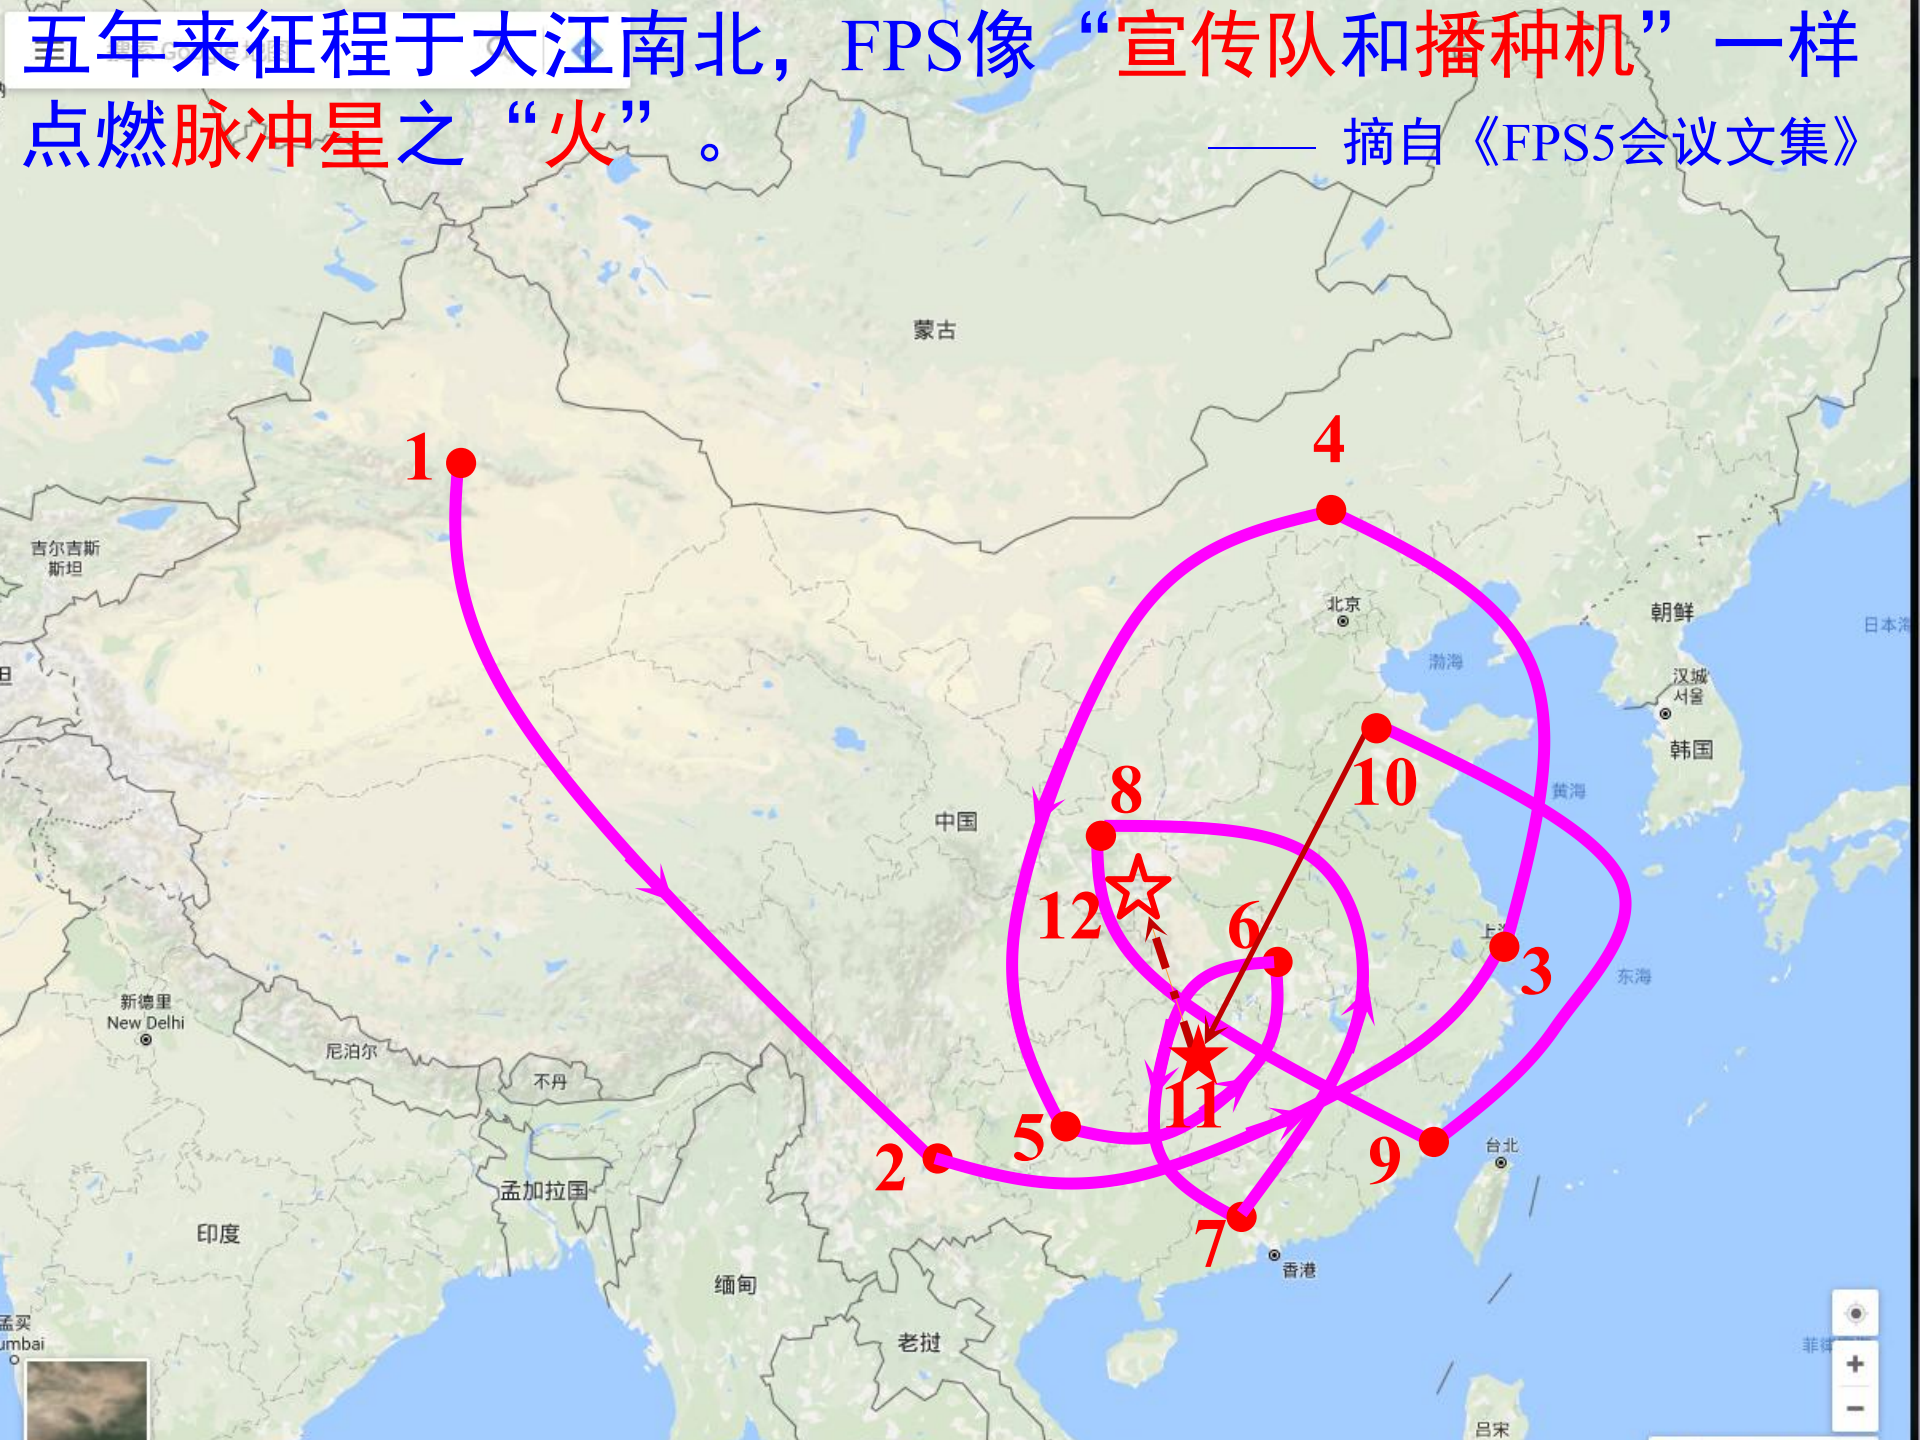 五年来征程于大江南北，FPS像“宣传队和播种机”一样
点燃脉冲星之“火”。
—— 摘自《FPS5会议文集》
蒙古
4
1
吉尔吉斯
斯坦
北京
朝鲜
日本海
渤海
汉城
서울
韩国
10
8
黄海
中国
12
6
上海
3
东海
新德里
New Delhi
尼泊尔
不丹
11
5
2
9
台北
孟加拉国
7
印度
香港
缅甸
孟买
umbai
老挝
吕宋